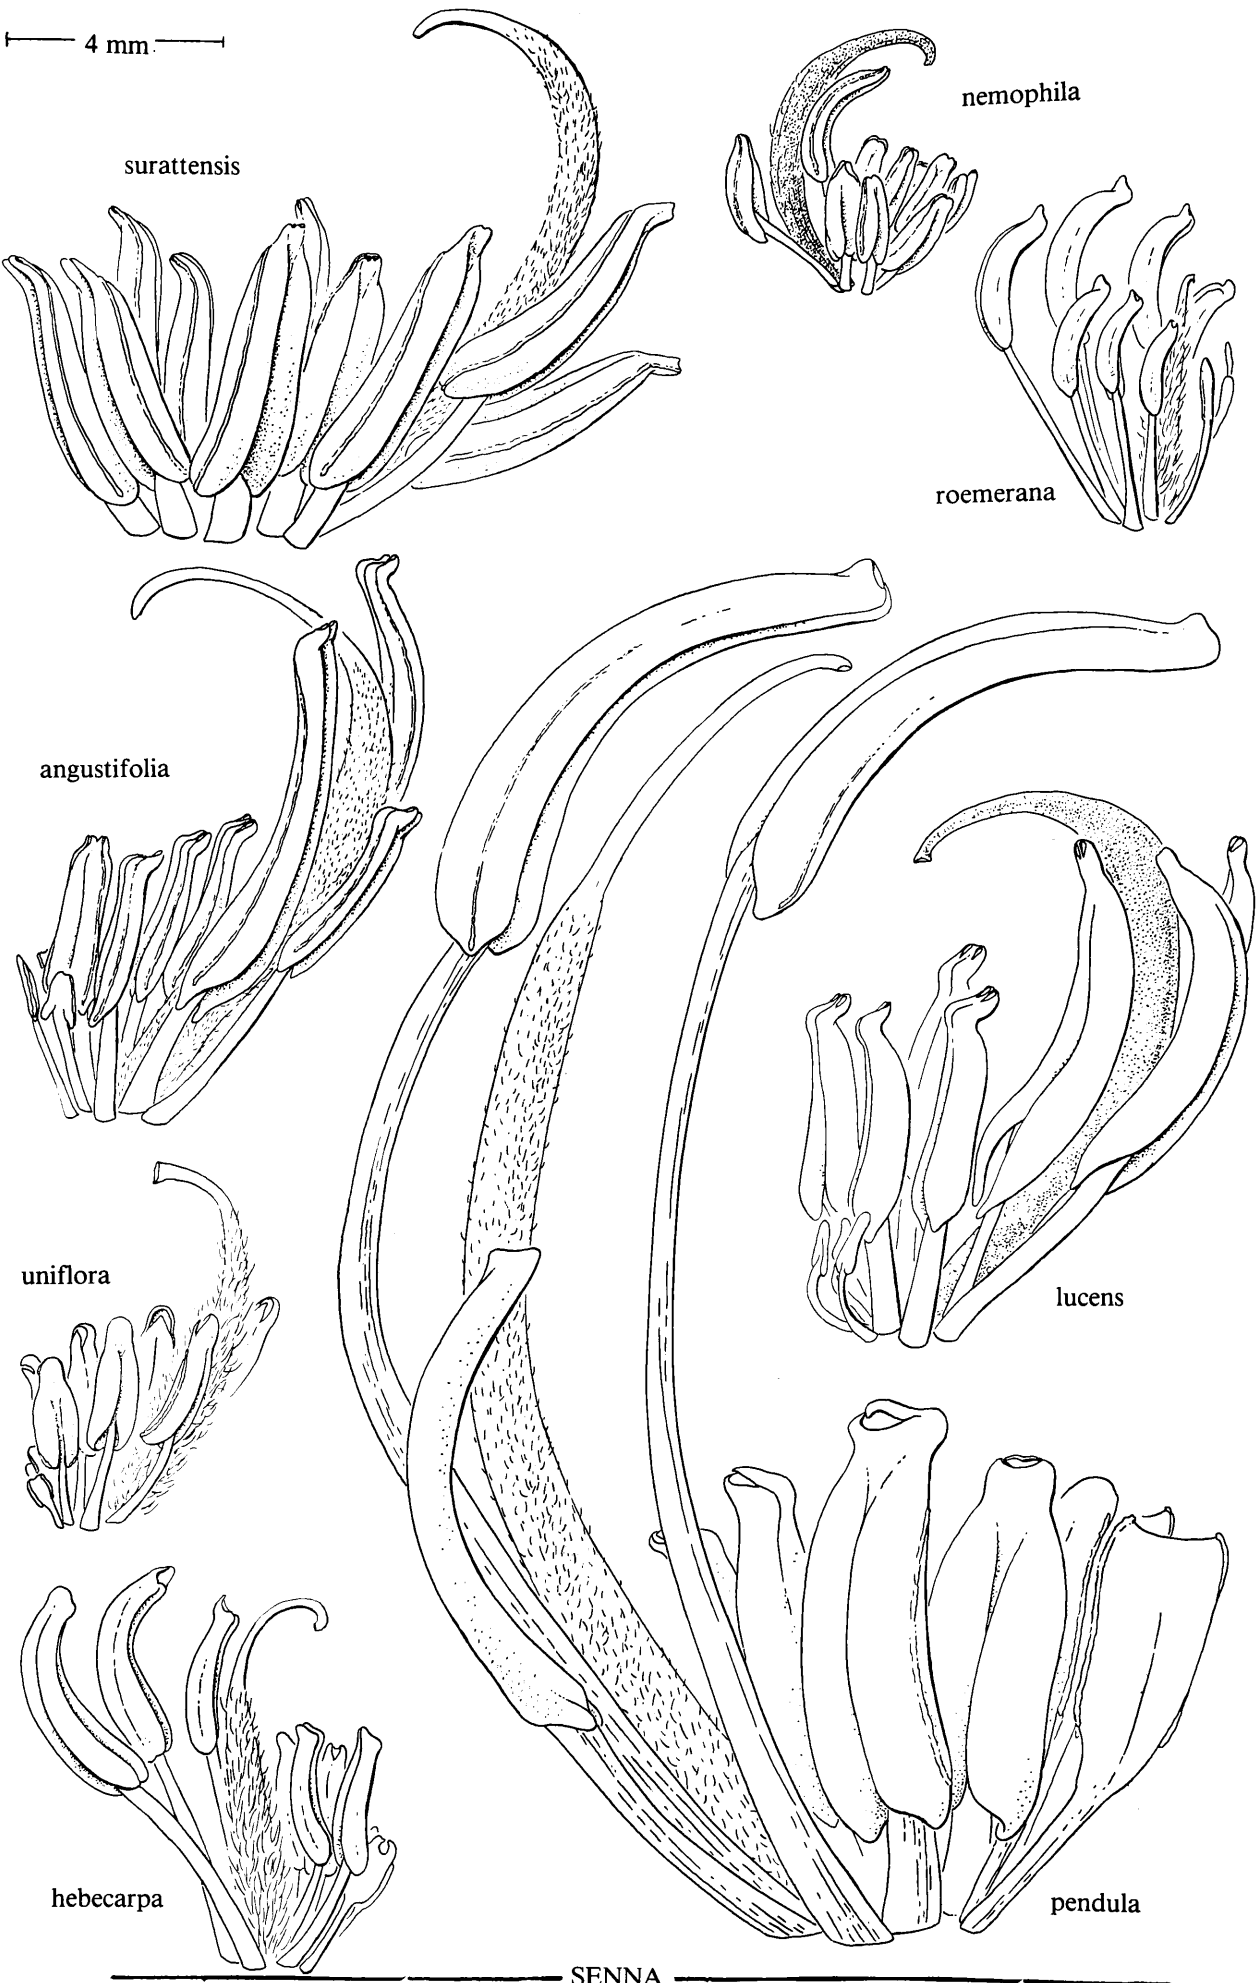 4 mm
nemophila
surattensis
roemerana
angustifolia
uniflora
lucens
hebecarpa
pendula
SENNA